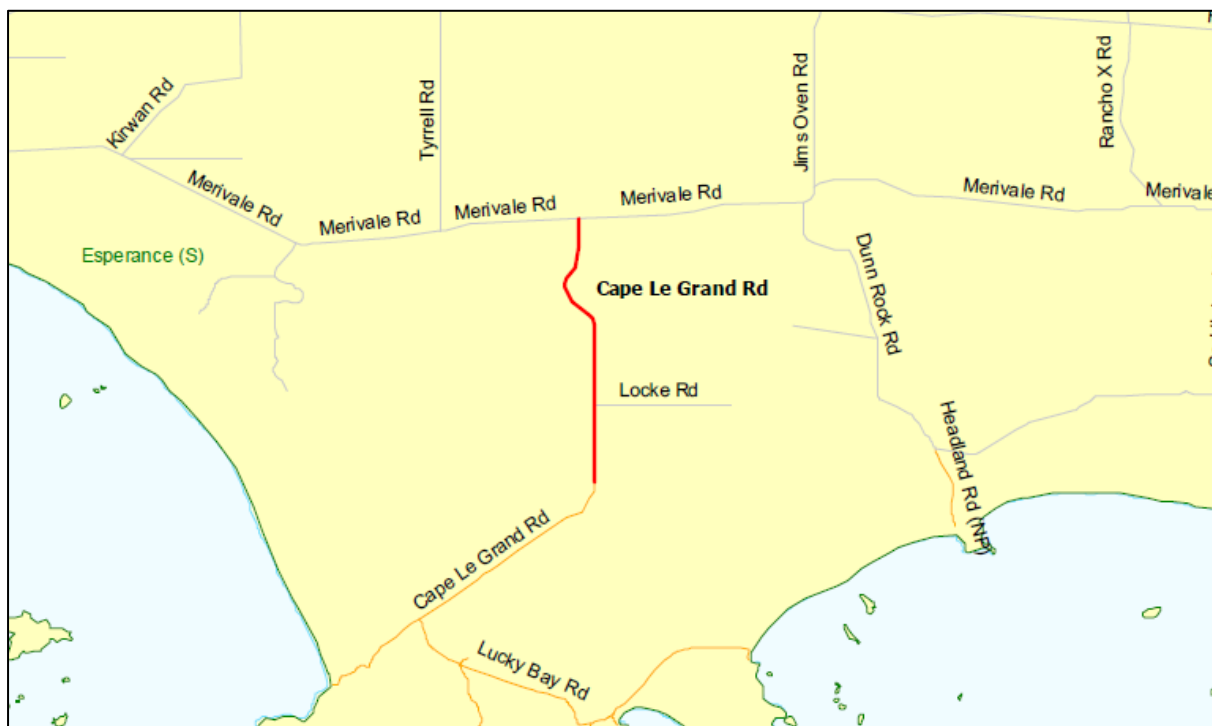 Kirwan Rd
Tyrrell Rd
Jims Oven Rd
Rancho X Rd
Merivale Rd
Merivale Rd
Merivale Rd
Merivale Rd
Merivale Rd
Merivale
Esperance (S)
Cape Le Grand Rd
Dunn Rock Rd
Locke Rd
Headland Rd (NP)
Cape Le Grand Rd
Lucky Bay Rd